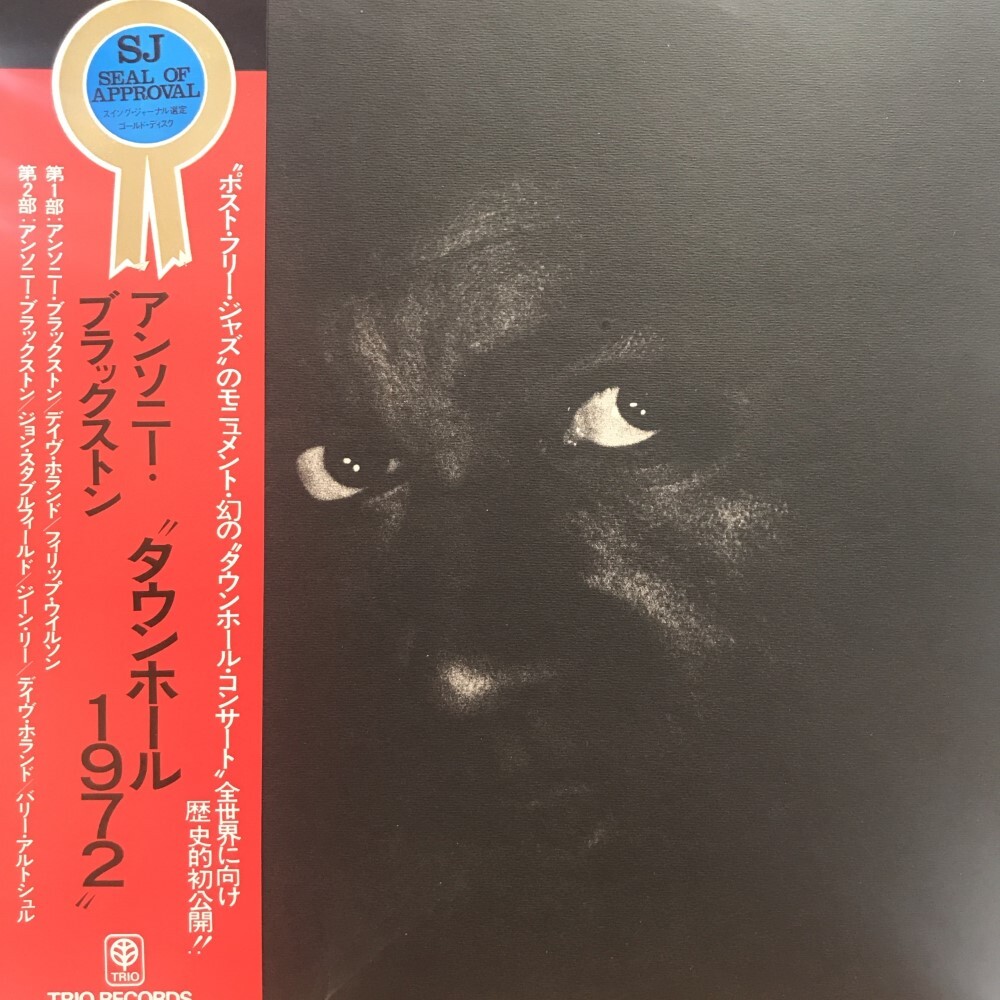 SJ
SEAL OF
APPROVAL
スイングジャーナル選定
ゴールド・ディスク
"ポスト・フリー・ジャズ"のモニュメント・幻の"タウンホール・コンサート"全世界に向け
歴史的初公開!!
アンソニー・
ブラックストン
"タウンホール
1972"
第1部:アンソニー・ブラックストン/デイヴ・ホランド/フィリップ・ウイルソン
第2部:アンソニー・ブラックストン/ジョン・スタブルフィールド/ジーン・リー/デイヴ・ホランド/バリー・アルトシュル
TRIO
TRIO RECORDS